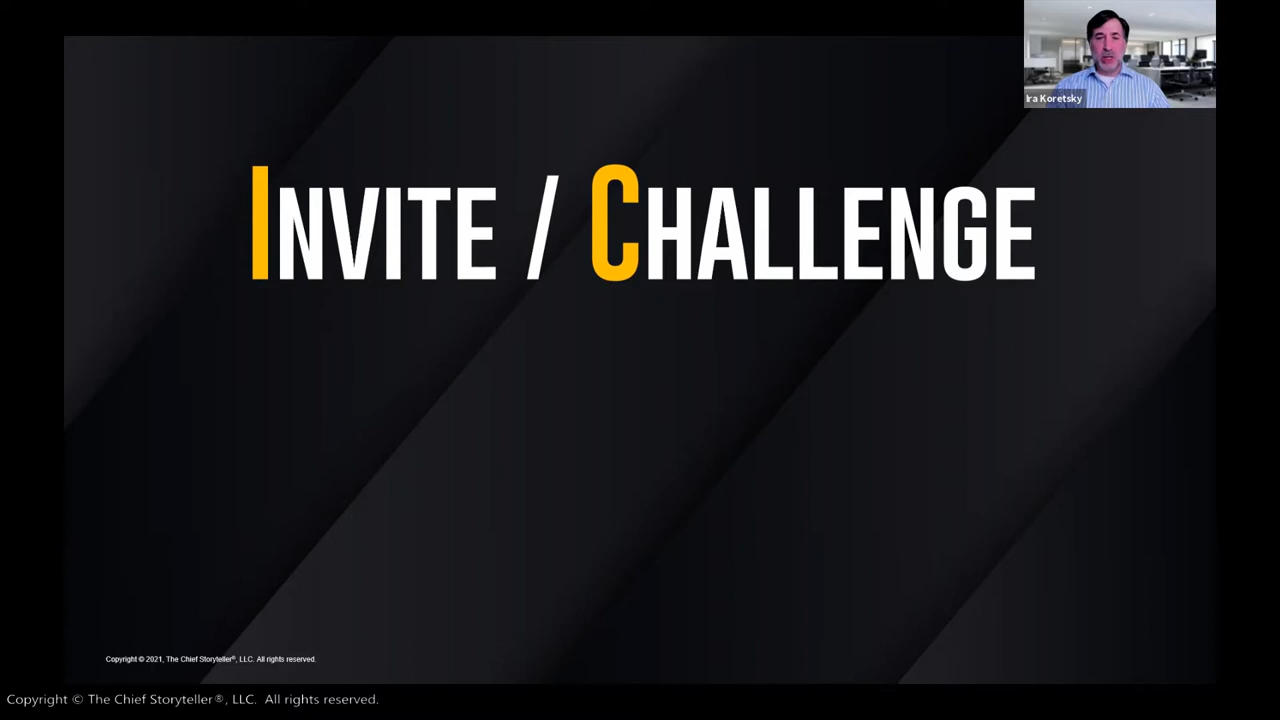 Ira Koretsky
INVITE / CHALLENGE
Copyright © 2021, The Chief Storyteller®, LLC. All rights reserved.
Copyright © The Chief Storyteller®, LLC. All rights reserved.